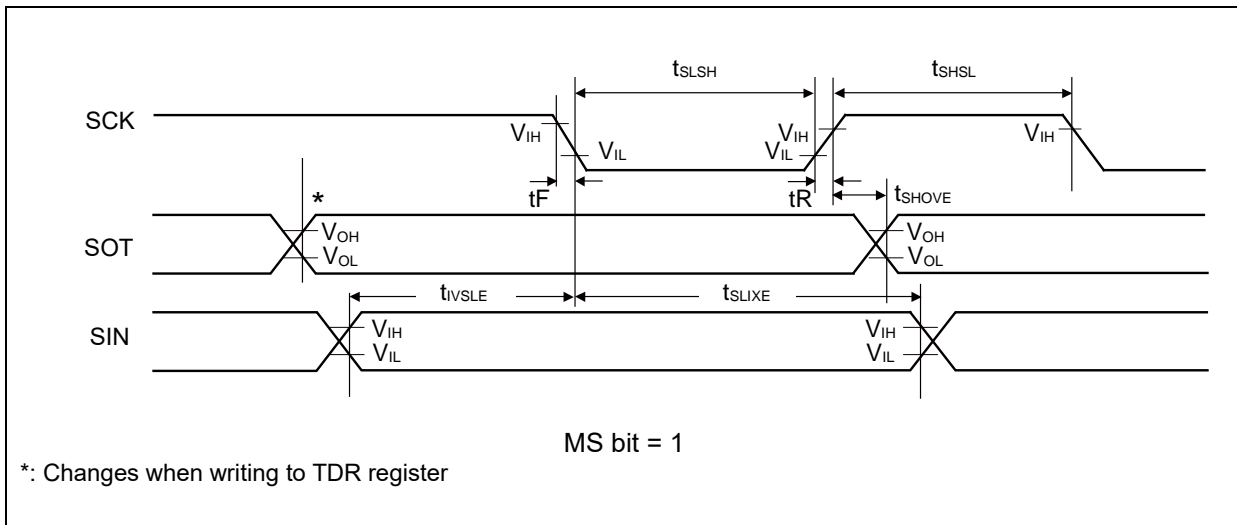 tSLSH tSHSL
SCK
VIH VIL VIL VIH VIH
tF tR tSHOVE
*
SOT
VOH VOH
VOL VOL
tIVSLE tSLIXE
SIN
VIH VIH
VIL VIL
MS bit = 1
*: Changes when writing to TDR register